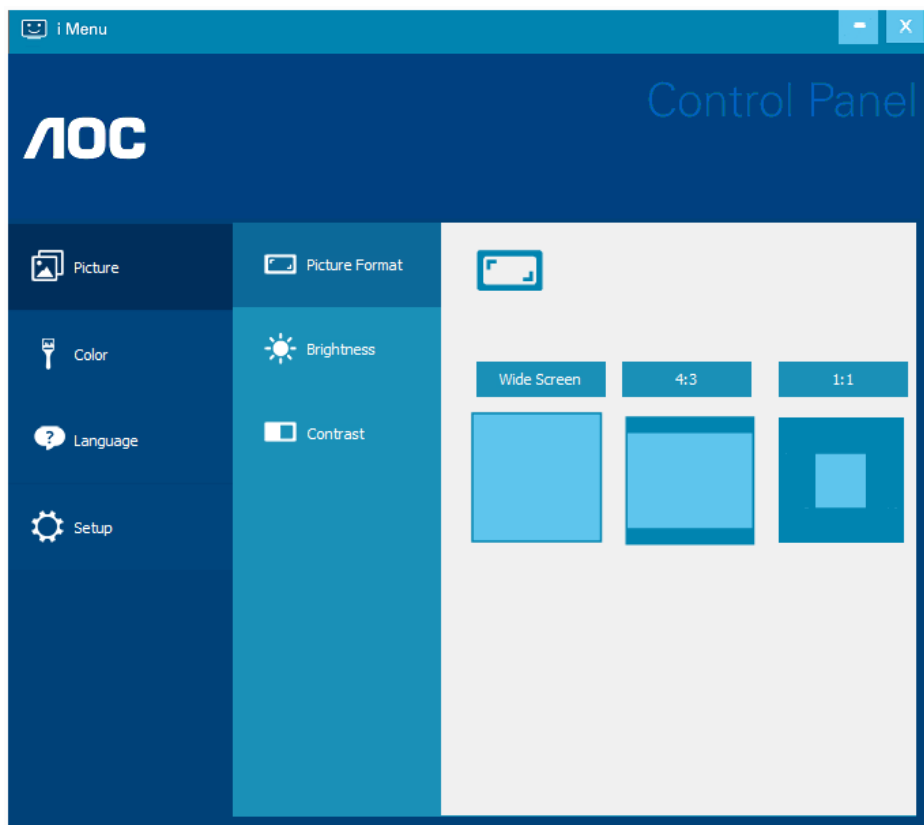 i Menu
Control Panel
AOC
Picture
Color
Language
Setup
Picture Format
Brightness
Contrast
Wide Screen
4:3
1:1